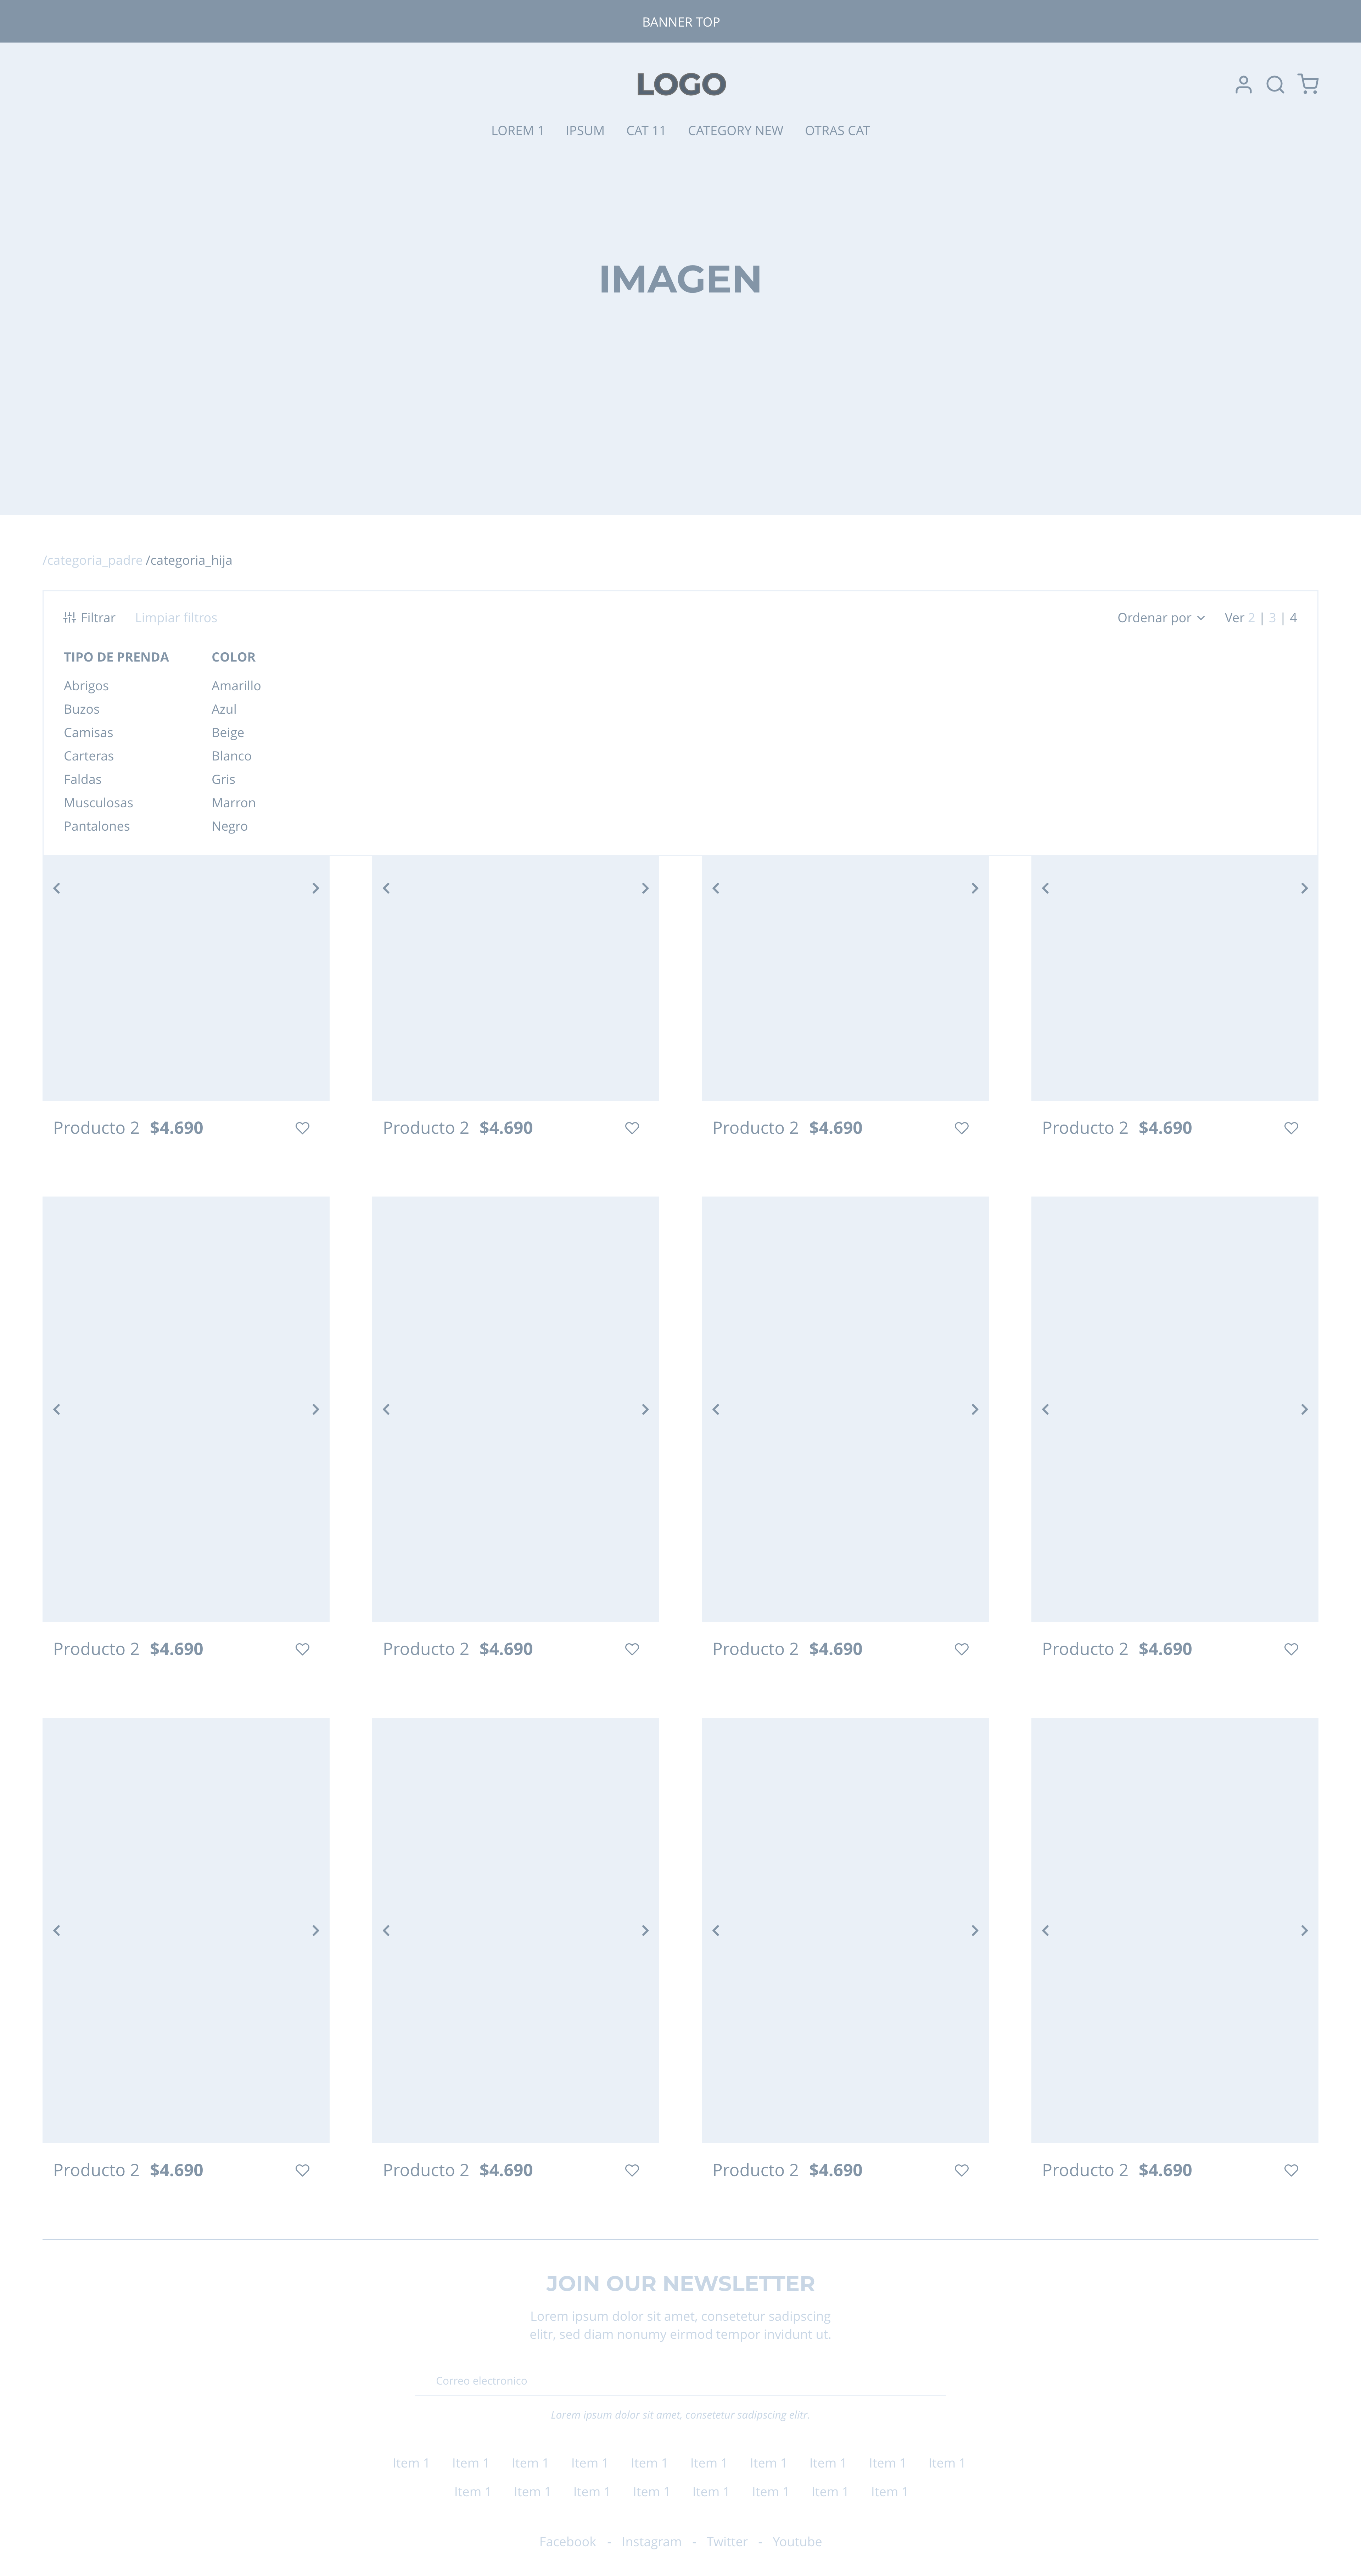 BANNER TOP
LOGO
LOREM 1 IPSUM CAT 11 CATEGORY NEW OTRAS CAT
IMAGEN
/categoria_padre /categoria_hija
Filtrar Limpiar filtros Ordenar por Ver 2 | 3 | 4
TIPO DE PRENDA COLOR
Abrigos Amarillo
Buzos Azul
Camisas Beige
Carteras Blanco
Faldas Gris
Musculosas Marron
Pantalones Negro
Producto 2 $4.690 Producto 2 $4.690 Producto 2 $4.690 Producto 2 $4.690
Producto 2 $4.690 Producto 2 $4.690 Producto 2 $4.690 Producto 2 $4.690
Producto 2 $4.690 Producto 2 $4.690 Producto 2 $4.690 Producto 2 $4.690
JOIN OUR NEWSLETTER
Lorem ipsum dolor sit amet, consetetur sadipscing
elitr, sed diam nonumy eirmod tempor invidunt ut.
Correo electronico
Lorem ipsum dolor sit amet, consetetur sadipscing elitr.
Item 1 Item 1 Item 1 Item 1 Item 1 Item 1 Item 1 Item 1 Item 1 Item 1
Item 1 Item 1 Item 1 Item 1 Item 1 Item 1 Item 1 Item 1
Facebook - Instagram - Twitter - Youtube